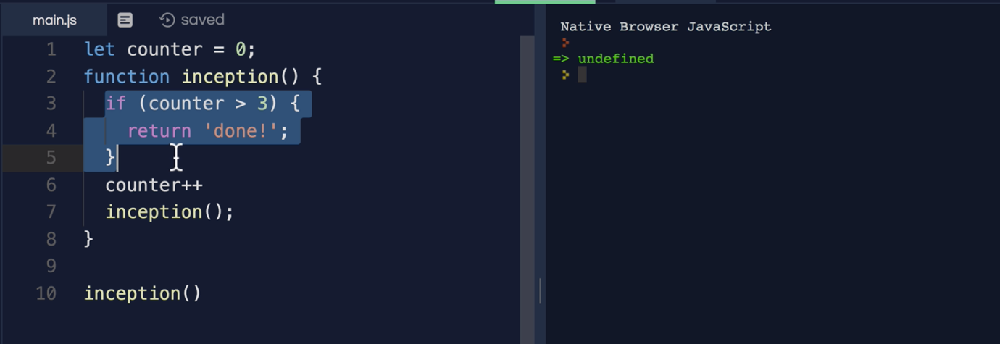 main.js saved
1 let counter = 0;
2 function inception() {
3 if (counter > 3) {
4 return 'done!';
5 }
6 counter++
7 inception();
8 }
9
10 inception()
Native Browser JavaScript
=> undefined